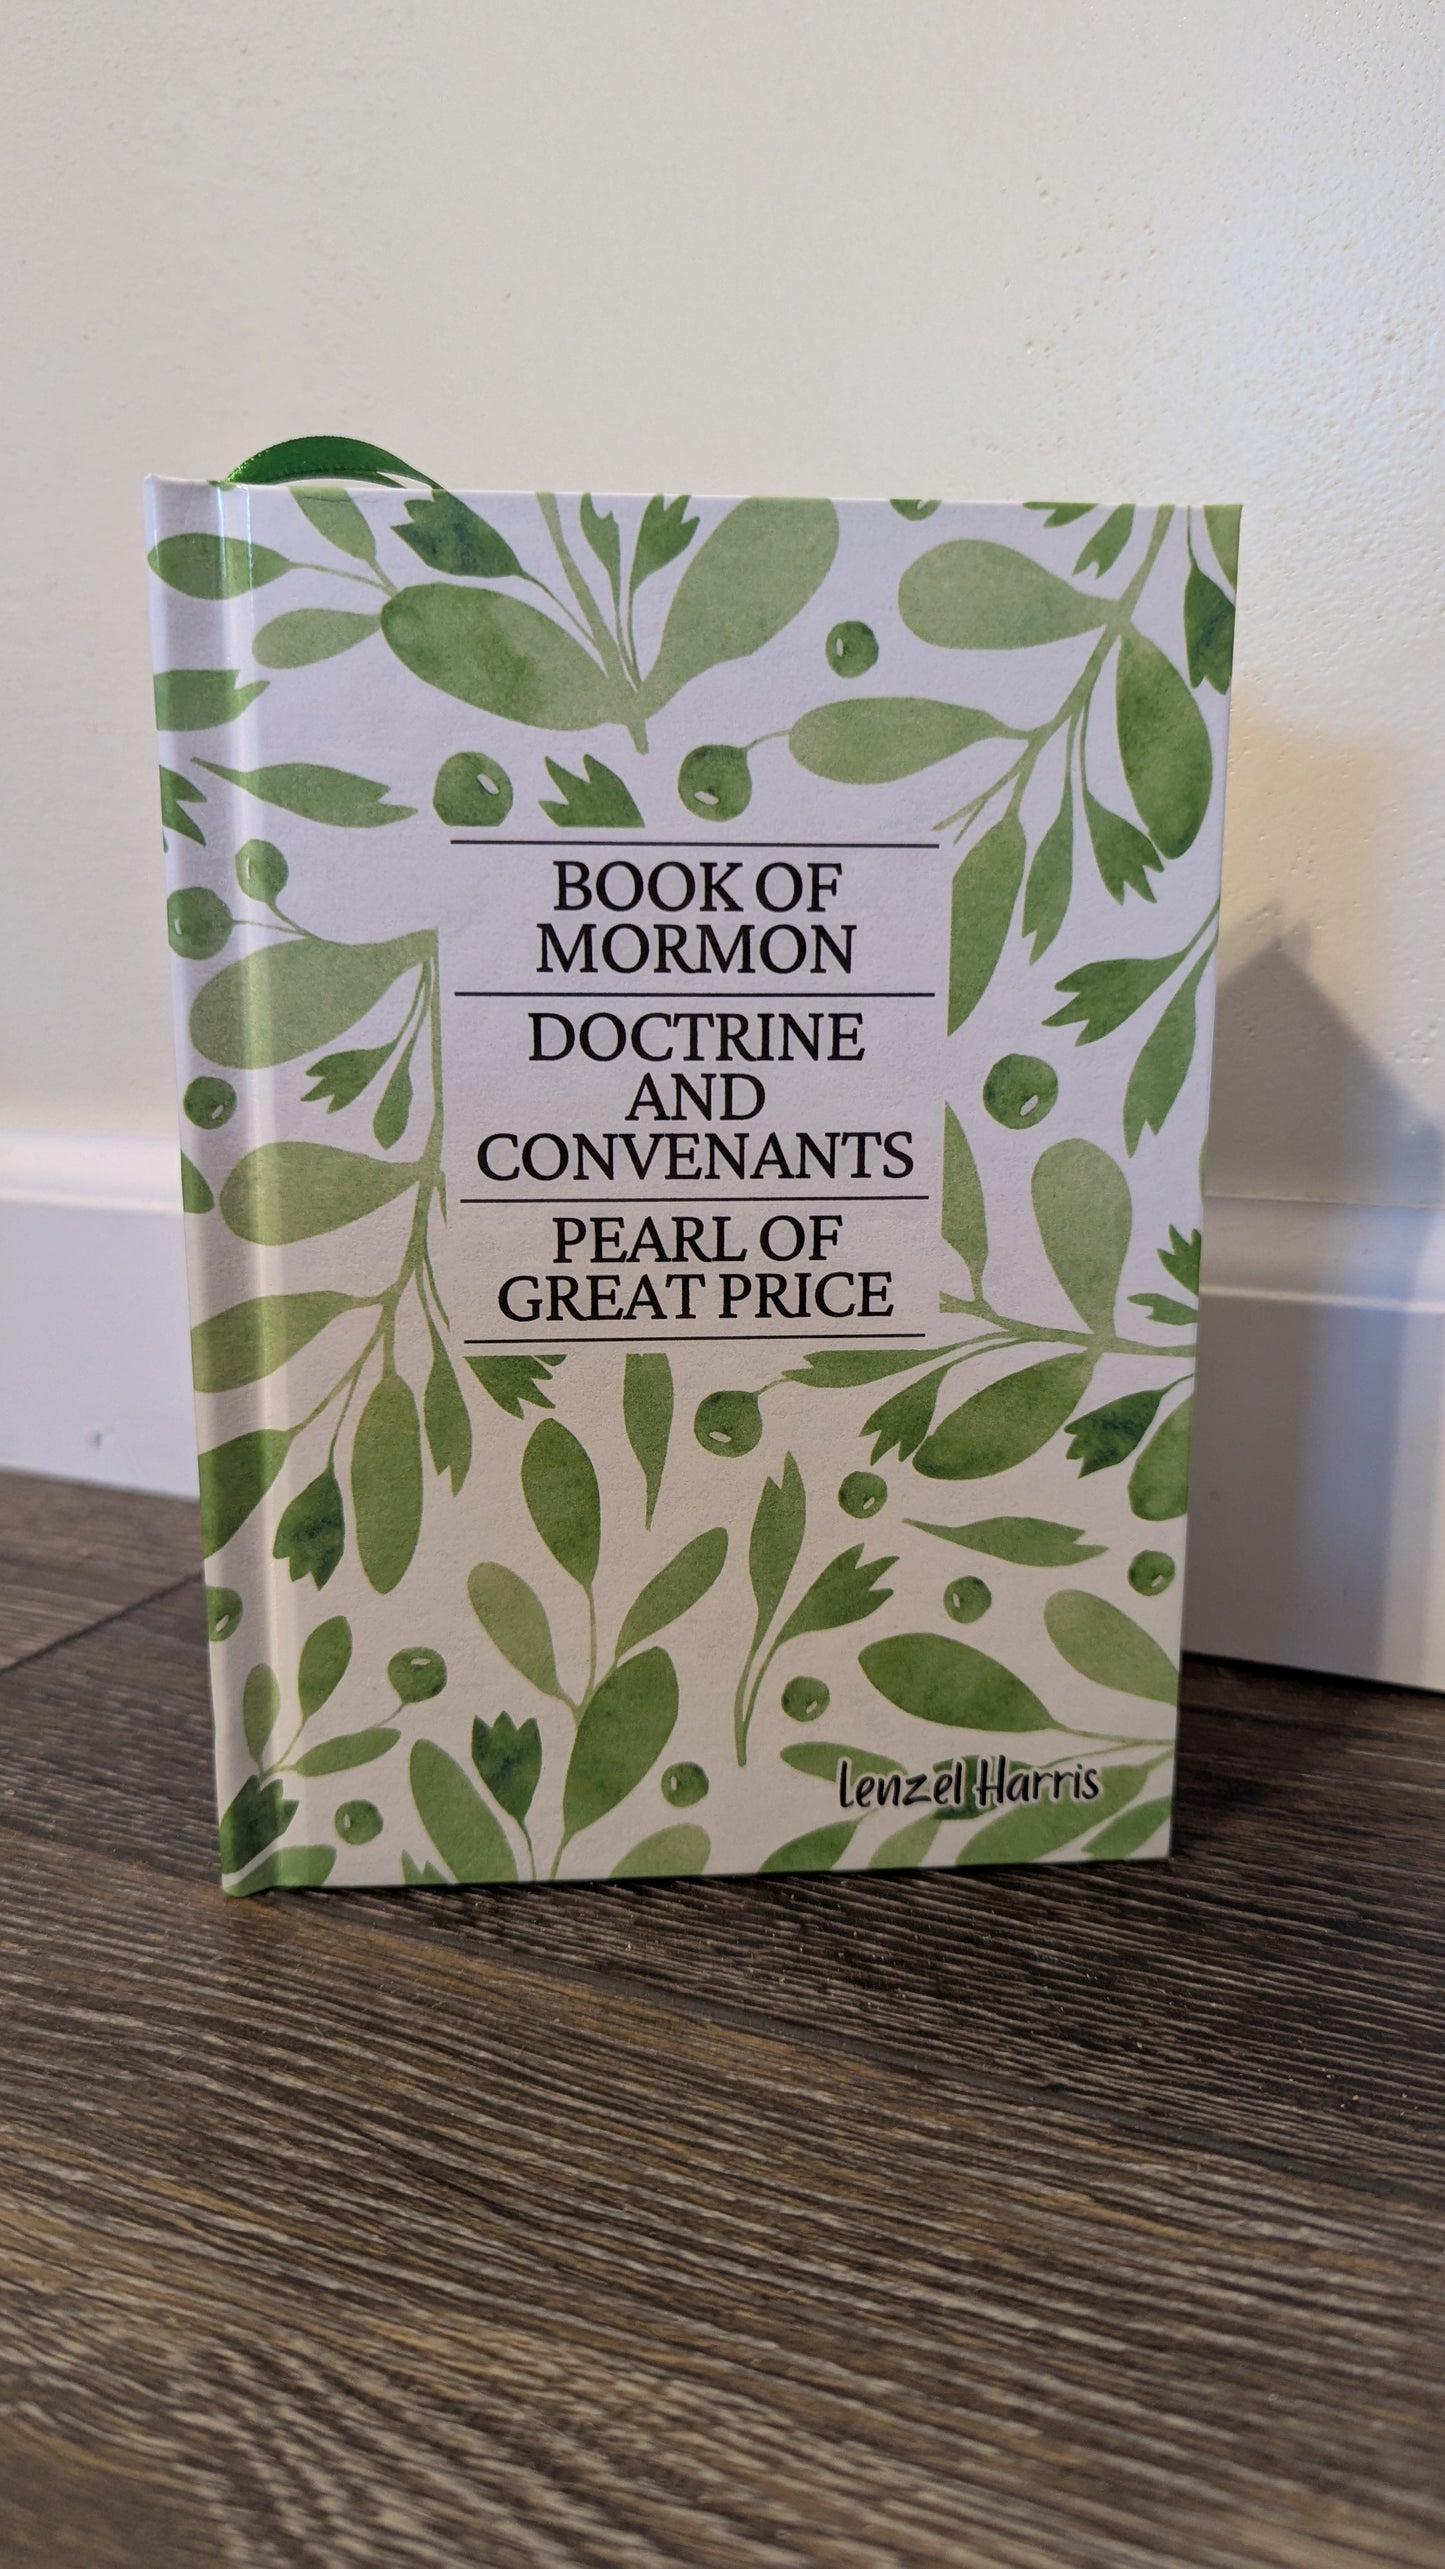 BOOK OF
MORMON
DOCTRINE
AND
CONVENANTS
PEARL OF
GREAT PRICE
Lenzel Harris